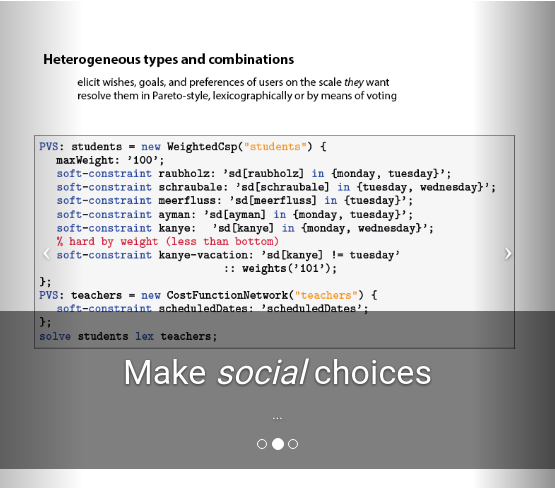 Heterogeneous types and combinations
elicit wishes, goals, and preferences of users on the scale they want
resolve them in Pareto-style, lexicographically or by means of voting
PVS: students = new WeightedCsp("students") {
maxWeight: ’100’;
soft-constraint raubholz: ’sd[raubholz] in {monday, tuesday}’;
soft-constraint schraubale: ’sd[schraubale] in {tuesday, wednesday}’;
soft-constraint meerfluss: ’sd[meerfluss] in {tuesday}’;
soft-constraint ayman: ’sd[ayman] in {monday, tuesday}’;
soft-constraint kanye: ’sd[kanye] in {monday, wednesday}’;
% hard by weight (less than bottom)
soft-constraint kanye-vacation: ’sd[kanye] != tuesday’
:: weights(’101’);
};
PVS: teachers = new CostFunctionNetwork("teachers") {
soft-constraint scheduledDates: ’scheduledDates’;
};
solve students lex teachers;
Make social choices
...